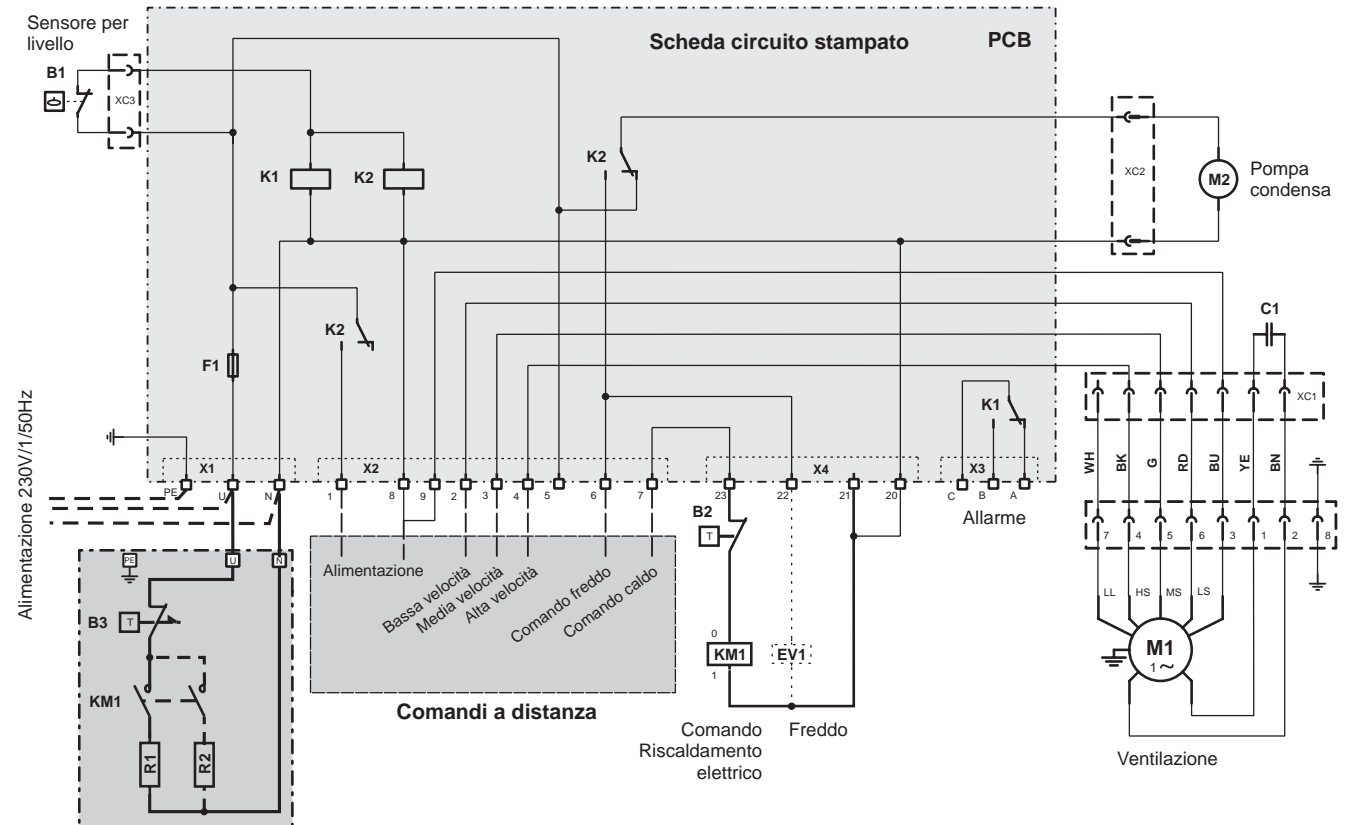 Sensore per
livello
Scheda circuito stampato PCB
B1
XC3
K1 K2
K2
XC2
M2
Pompa
condensa
K2
F1
C1
XC1
K1
Alimentazione 230V/1/50Hz
WH BK G RD BU YE BN
X1 X2 X4 X3
PE U N 1 8 9 2 3 4 5 6 7 23 22 21 20 C B A
Allarme
7 4 5 6 3 1 2 8
B2
T
PE U N
Alimentazione
Bassa velocità
Media velocità
Alta velocità
Comando freddo
Comando caldo
LL HS MS LS
B3
T
0
KM1
1
EV1
M1
1~
KM1
R1 R2
Comandi a distanza
Comando
Riscaldamento
elettrico
Freddo
Ventilazione